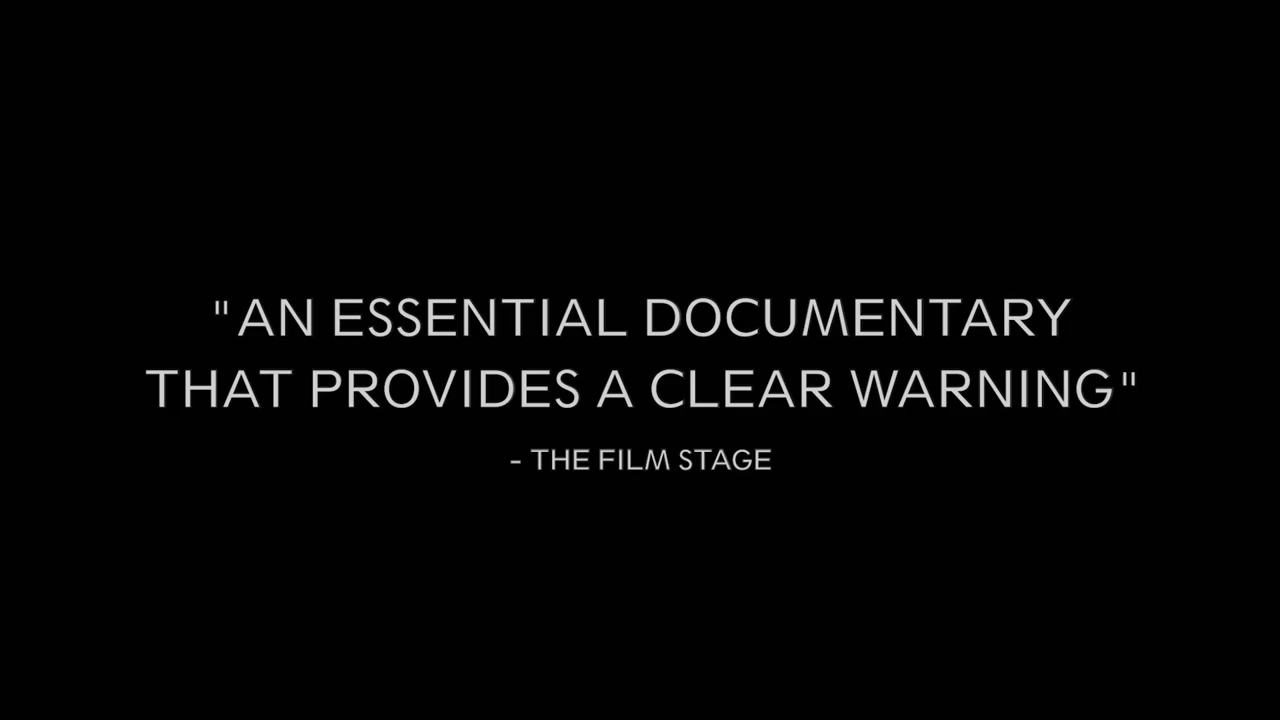 "AN ESSENTIAL DOCUMENTARY
THAT PROVIDES A CLEAR WARNING"
- THE FILM STAGE